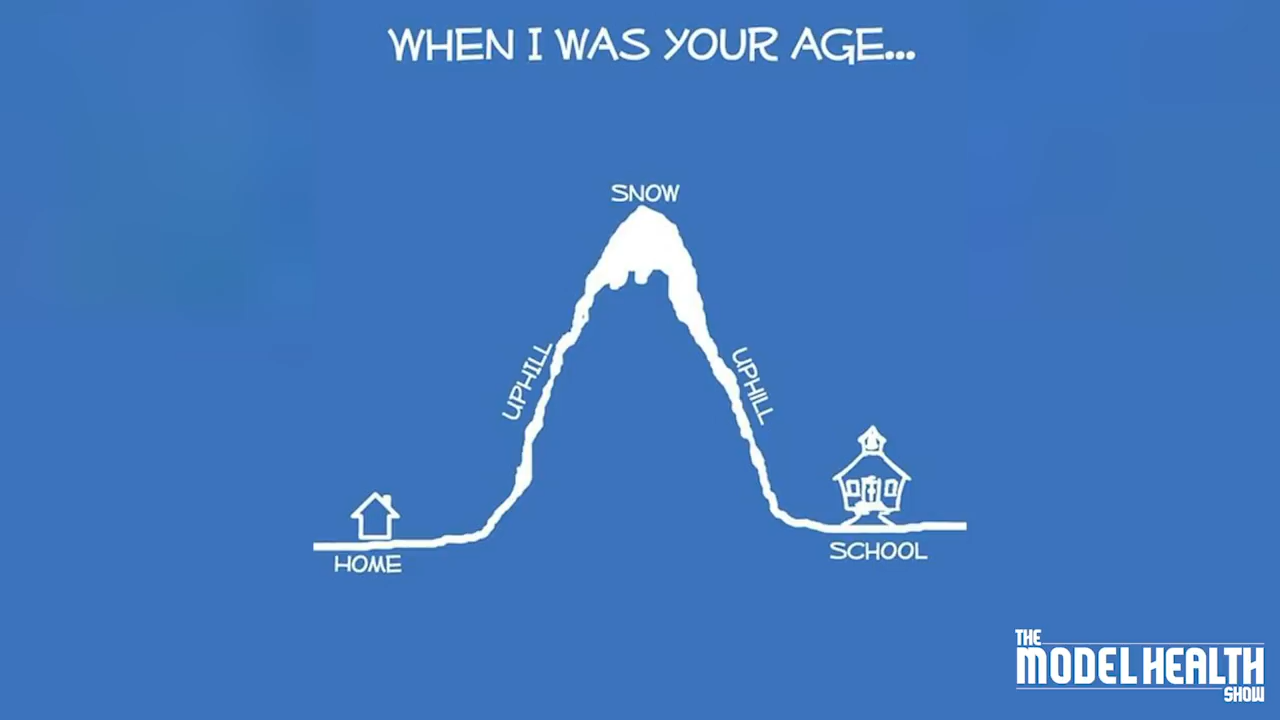 WHEN I WAS YOUR AGE...
SNOW
UPHILL
UPHILL
HOME
SCHOOL
THE
MODEL HEALTH
SHOW